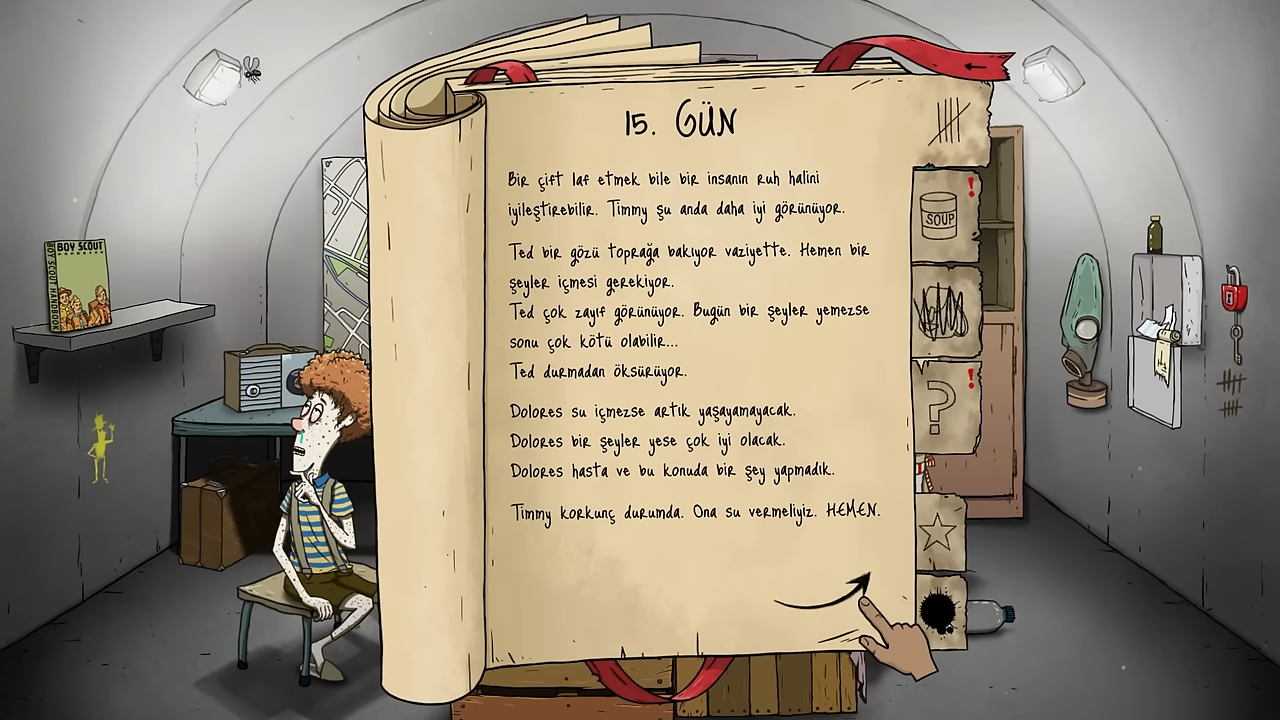 15. GÜN
Bir çift laf etmek bile bir insanın ruh halini
iyileştirebilir. Timmy şu anda daha iyi görünüyor.
Ted bir gözü toprağa bakıyor vaziyette. Hemen bir
şeyler içmesi gerekiyor.
Ted çok zayıf görünüyor. Bugün bir şeyler yemezse
sonu çok kötü olabilir...
Ted durmadan öksürüyor.
Dolores su içmezse artık yaşayamayacak.
Dolores bir şeyler yese çok iyi olacak.
Dolores hasta ve bu konuda bir şey yapmadık.
Timmy korkunç durumda. Ona su vermeliyiz. HEMEN.
!
SOUP
!
?
BOY SCOUT
BOY SCOUT HANDBOOK